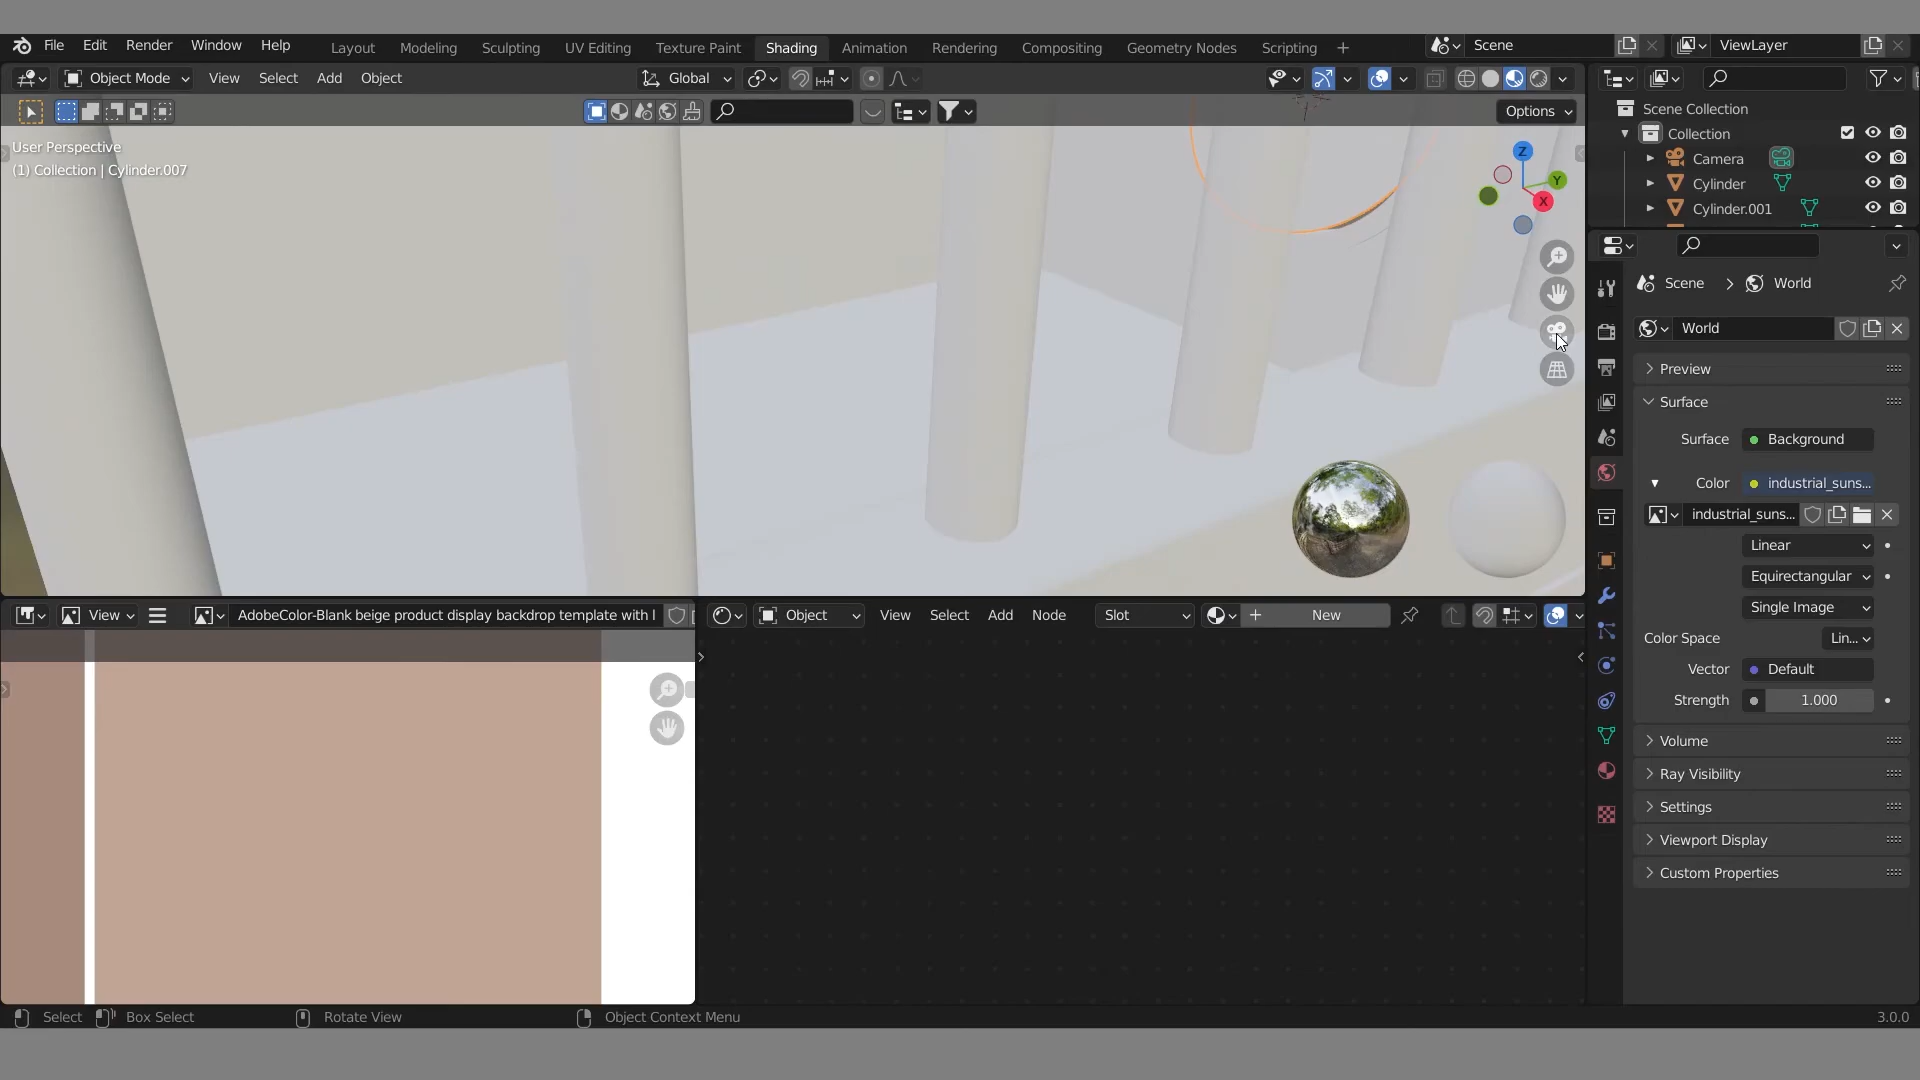 File Edit Render Window Help Layout Modeling Sculpting UV Editing Texture Paint Shading Animation Rendering Compositing Geometry Nodes Scripting + Scene ViewLayer
Object Mode View Select Add Object Global
Options
User Perspective
(1) Collection | Cylinder.007
Z
Y
X
Scene Collection
Collection
Camera
Cylinder
Cylinder.001
Scene > World
World
Preview
Surface
Surface Background
Color industrial_suns...
industrial_suns...
Linear
Equirectangular
Single Image
Color Space Lin...
Vector Default
Strength 1.000
Volume
Ray Visibility
Settings
Viewport Display
Custom Properties
View AdobeColor-Blank beige product display backdrop template with l
Object View Select Add Node Slot + New
Select Box Select Rotate View Object Context Menu 3.0.0